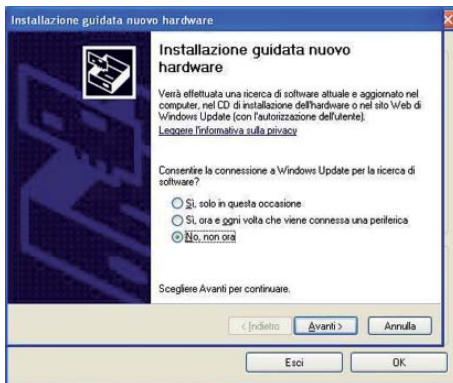 Installazione guidata nuovo hardware
Installazione guidata nuovo
hardware
Verrà effettuata una ricerca di software attuale e aggiornato nel
computer, nel CD di installazione dell'hardware o nel sito Web di
Windows Update (con l'autorizzazione dell'utente).
Leggere l'informativa sulla privacy
Consentire la connessione a Windows Update per la ricerca di
software?
Sì, solo in questa occasione
Sì, ora e ogni volta che viene connessa una periferica
No, non ora
Scegliere Avanti per continuare.
< Indietro Avanti > Annulla
Esci OK